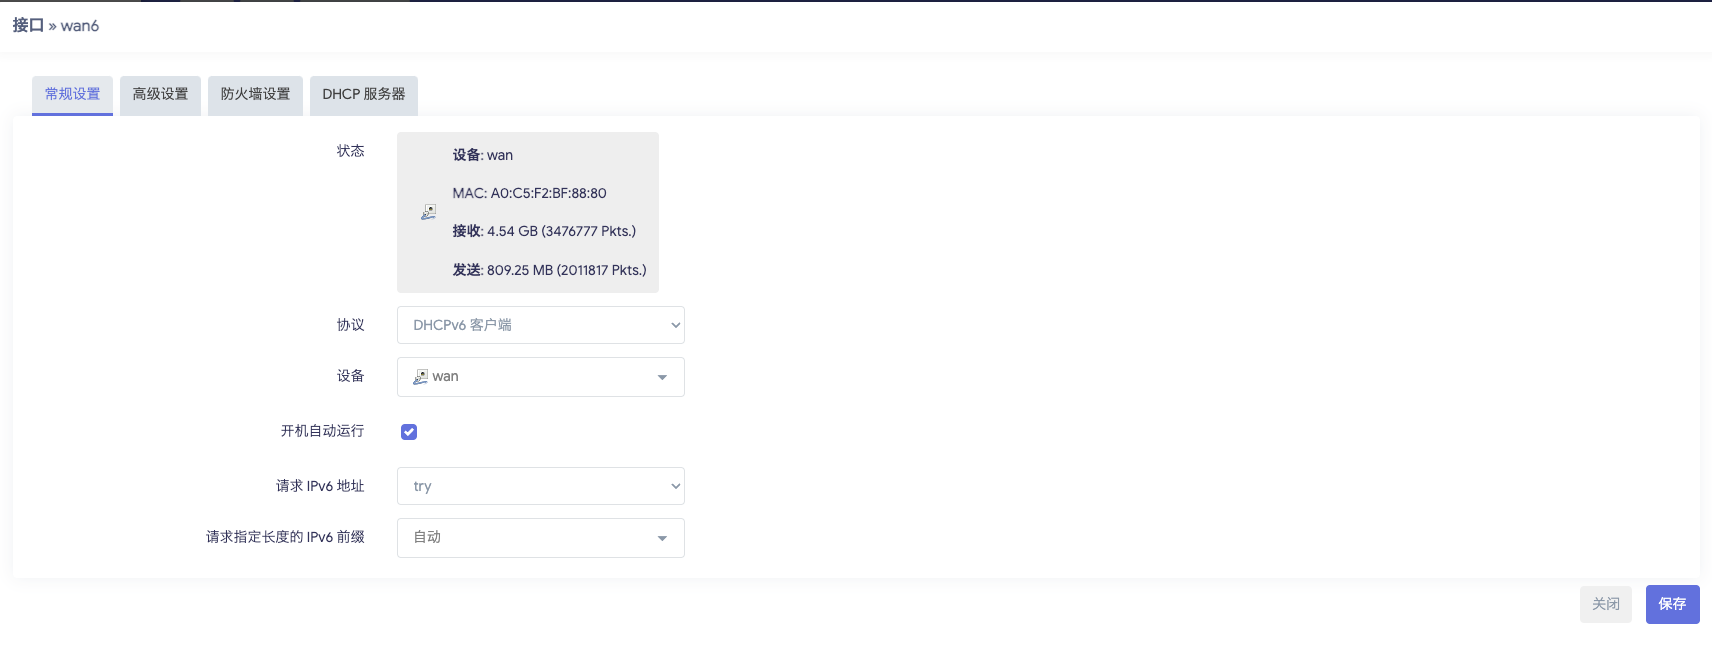 接口 » wan6
常规设置
高级设置
防火墙设置
DHCP 服务器
状态
设备: wan
MAC: A0:C5:F2:BF:88:80
接收: 4.54 GB (3476777 Pkts.)
发送: 809.25 MB (2011817 Pkts.)
协议
DHCPv6 客户端
设备
wan
开机自动运行
请求 IPv6 地址
try
请求指定长度的 IPv6 前缀
自动
关闭
保存